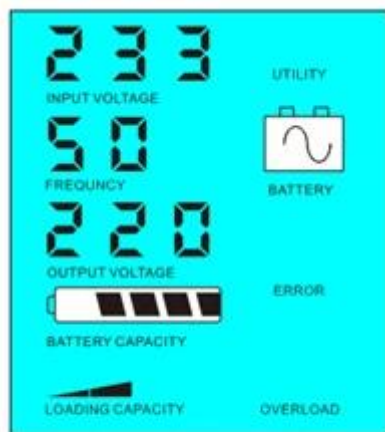 233
UTILITY
INPUT VOLTAGE
50
FREQUNCY
BATTERY
220
OUTPUT VOLTAGE
ERROR
BATTERY CAPACITY
LOADING CAPACITY
OVERLOAD